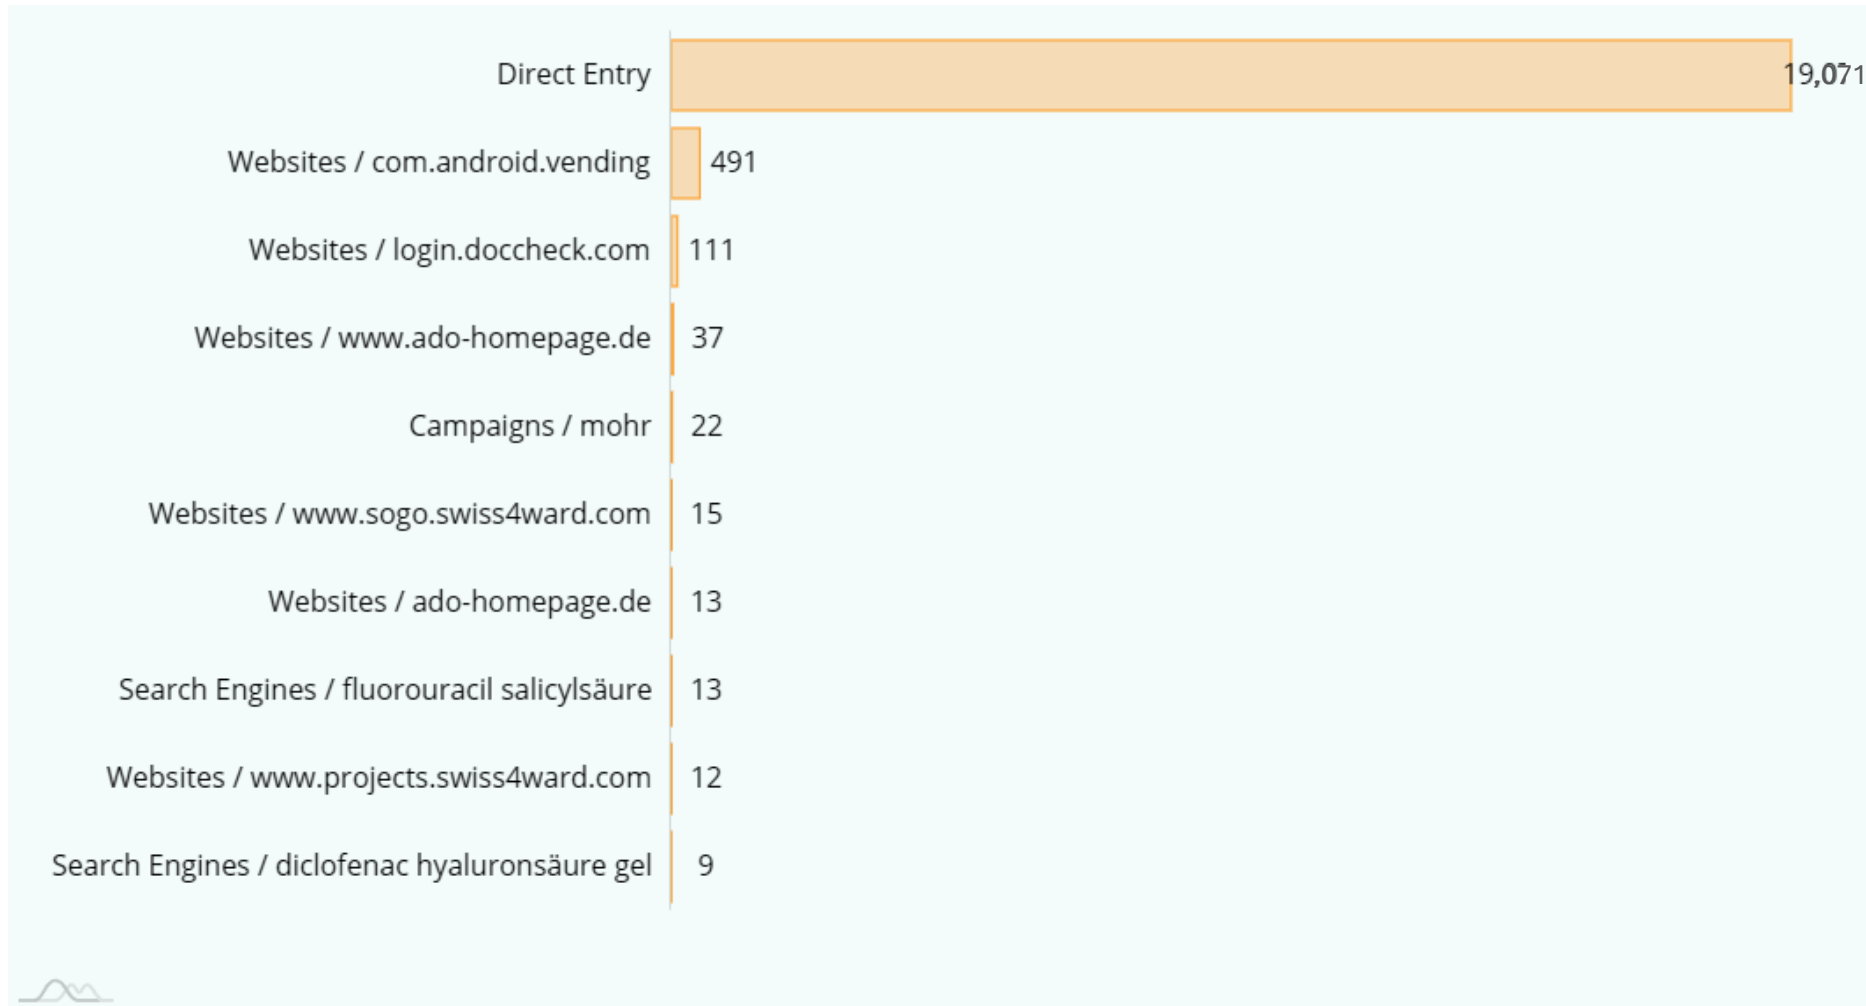 Direct Entry 19,071
Websites / com.android.vending 491
Websites / login.doccheck.com 111
Websites / www.ado-homepage.de 37
Campaigns / mohr 22
Websites / www.sogo.swiss4ward.com 15
Websites / ado-homepage.de 13
Search Engines / fluorouracil salicylsäure 13
Websites / www.projects.swiss4ward.com 12
Search Engines / diclofenac hyaluronsäure gel 9